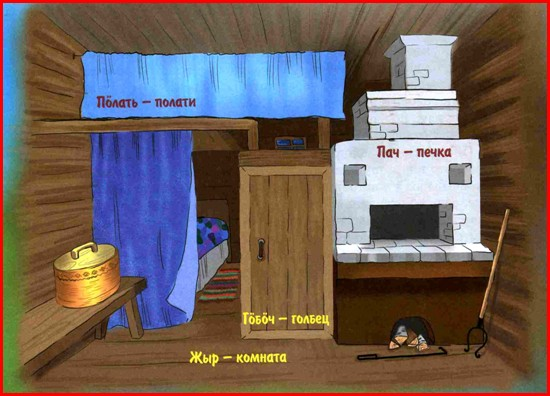 Пӧлать – полати
Пач – печка
Гӧбӧч – голбец
Жыр – комната